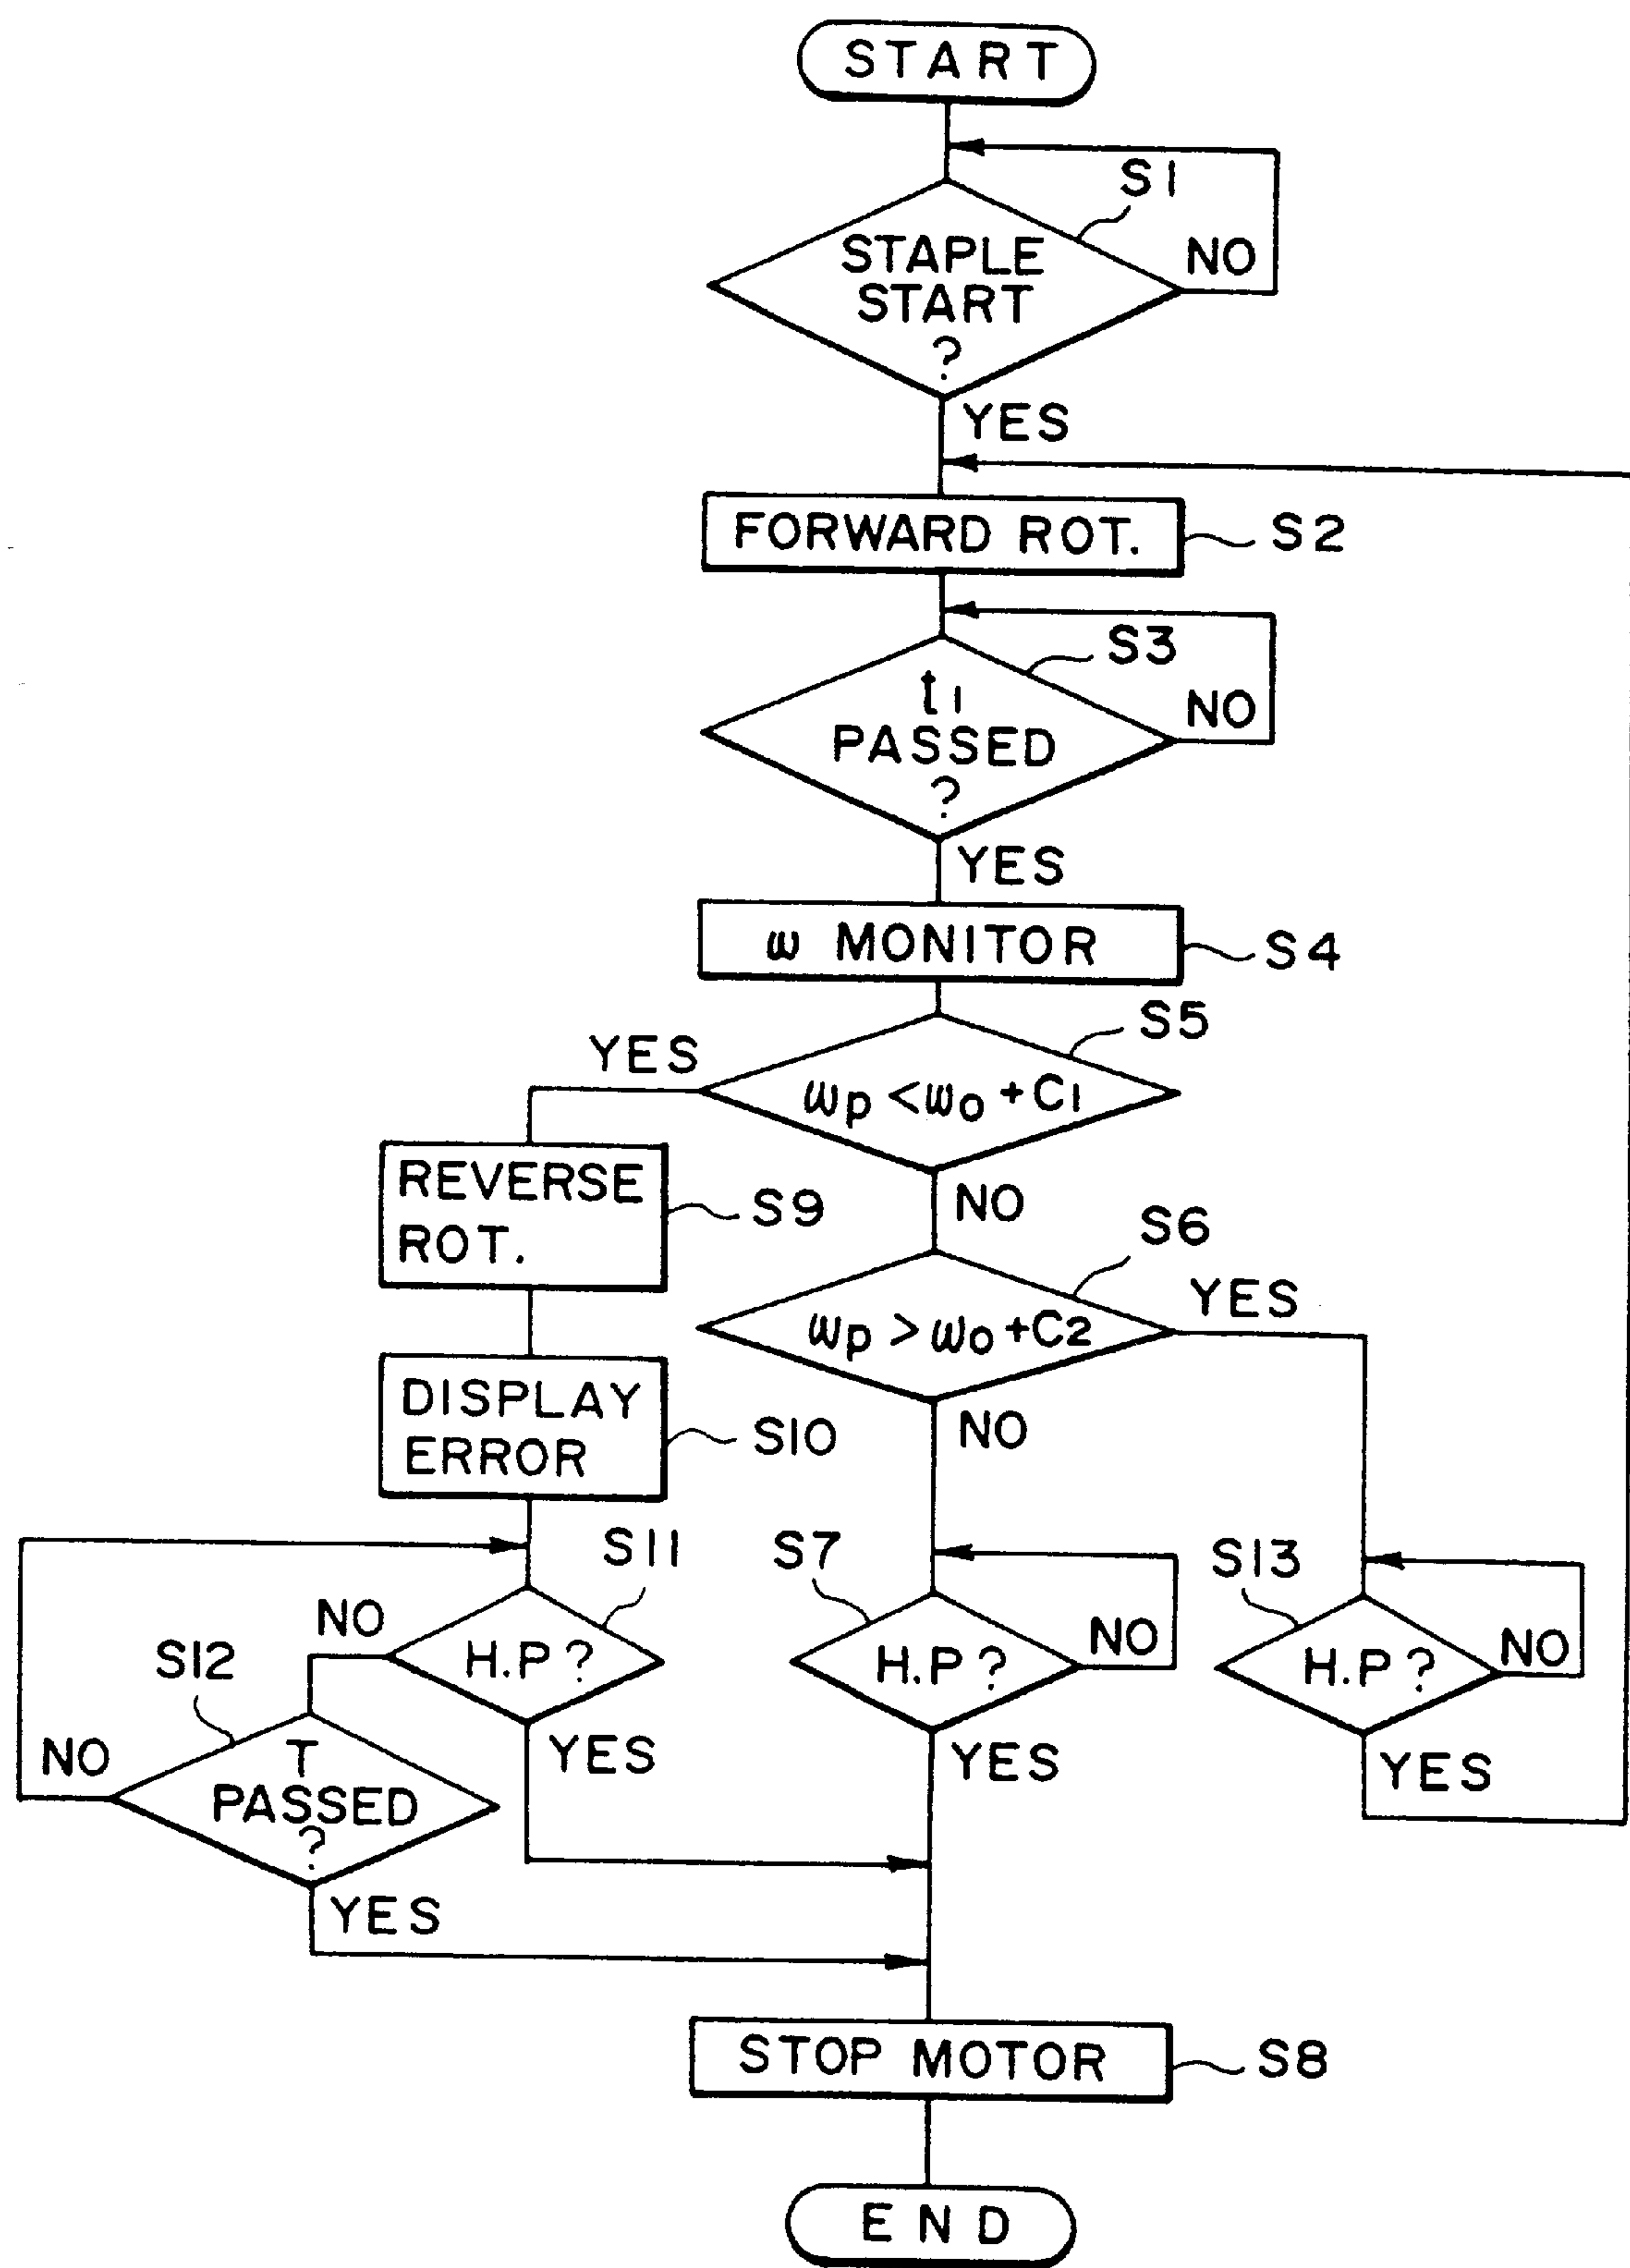 START
S1
STAPLE
START
?
NO
YES
FORWARD ROT.
S2
S3
t1
PASSED
?
NO
YES
ω MONITOR
S4
S5
YES
ωp < ωo + C1
NO
REVERSE
ROT.
S9
S6
ωp > ωo + C2
YES
NO
DISPLAY
ERROR
S10
S11
H.P?
NO
YES
S12
T
PASSED
?
NO
YES
S7
H.P?
NO
YES
S13
H.P?
NO
YES
STOP MOTOR
S8
END